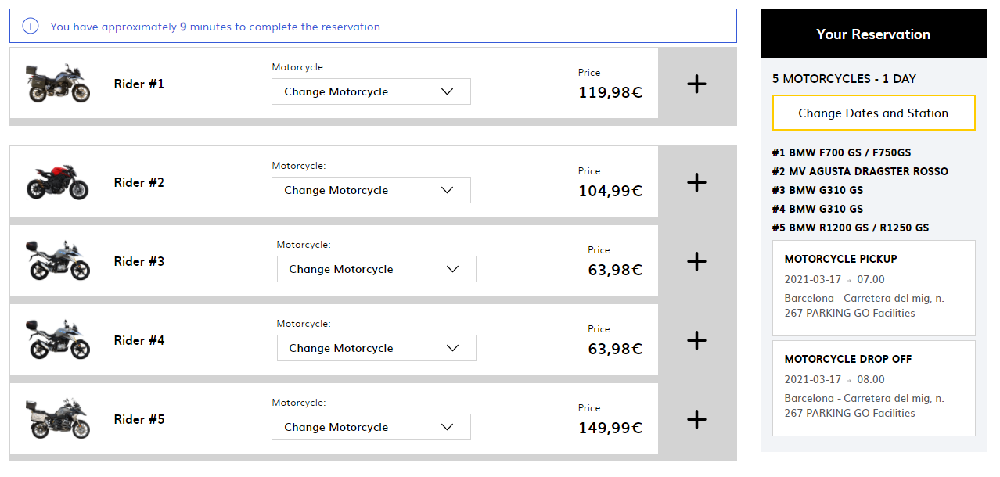 You have approximately 9 minutes to complete the reservation.
Rider #1
Motorcycle:
Change Motorcycle
Price
119,98€
Rider #2
Motorcycle:
Change Motorcycle
Price
104,99€
Rider #3
Motorcycle:
Change Motorcycle
Price
63,98€
Rider #4
Motorcycle:
Change Motorcycle
Price
63,98€
Rider #5
Motorcycle:
Change Motorcycle
Price
149,99€
Your Reservation
5 MOTORCYCLES - 1 DAY
Change Dates and Station
#1 BMW F700 GS / F750GS
#2 MV AGUSTA DRAGSTER ROSSO
#3 BMW G310 GS
#4 BMW G310 GS
#5 BMW R1200 GS / R1250 GS
MOTORCYCLE PICKUP
2021-03-17 → 07:00
Barcelona - Carretera del mig, n.
267 PARKING GO Facilities
MOTORCYCLE DROP OFF
2021-03-17 → 08:00
Barcelona - Carretera del mig, n.
267 PARKING GO Facilities